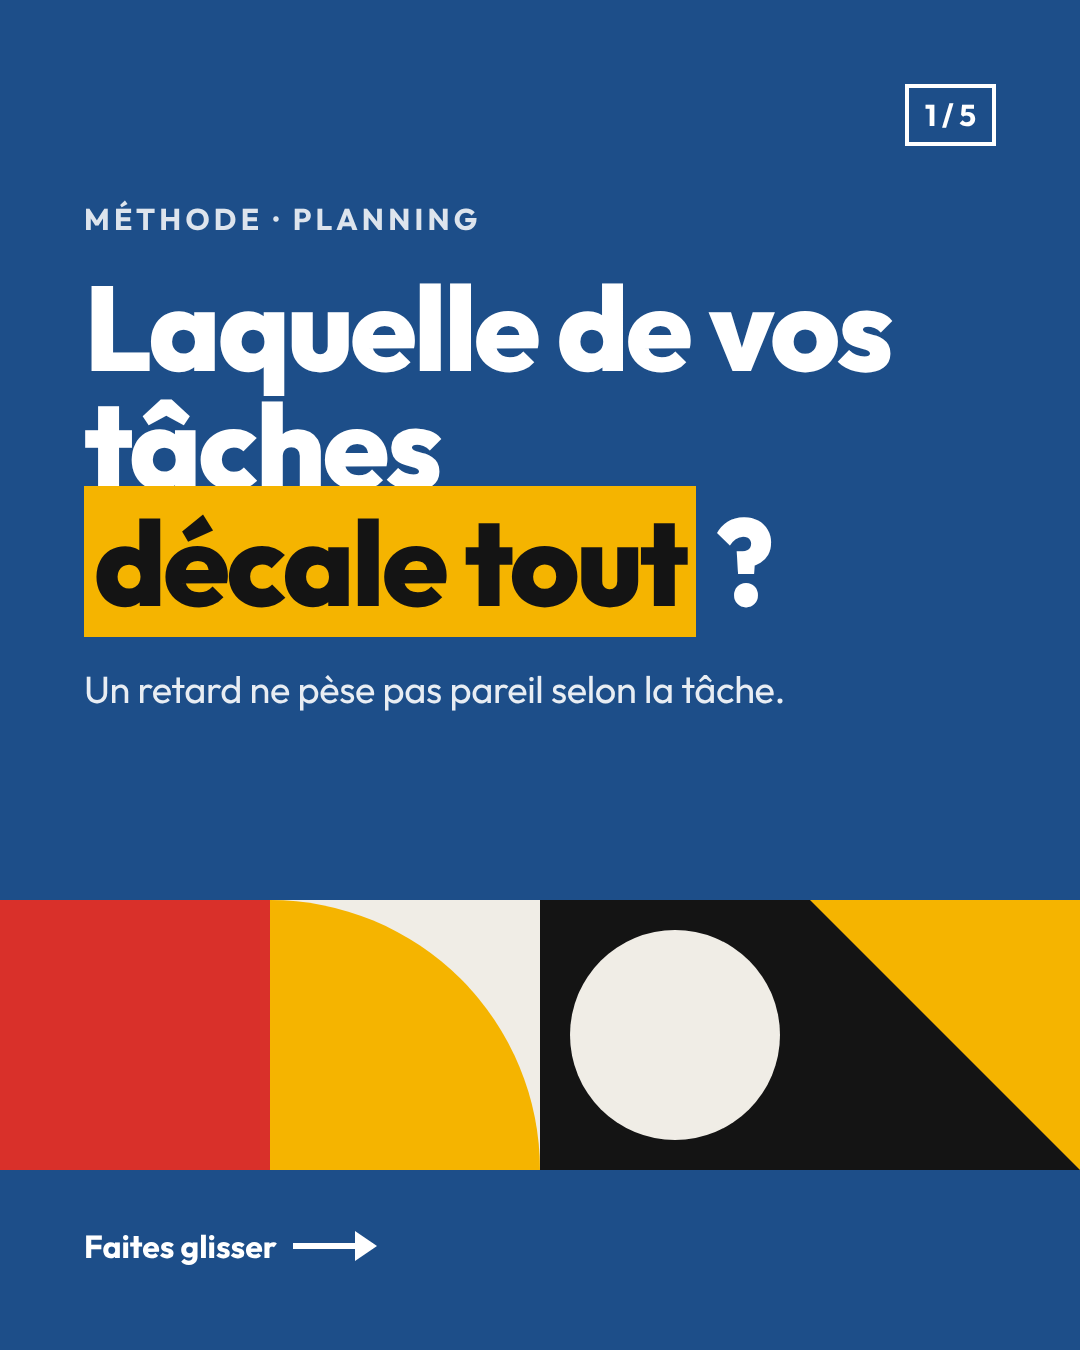 1/5
MÉTHODE · PLANNING
Laquelle de vos
tâches
décale tout ?
Un retard ne pèse pas pareil selon la tâche.
Faites glisser